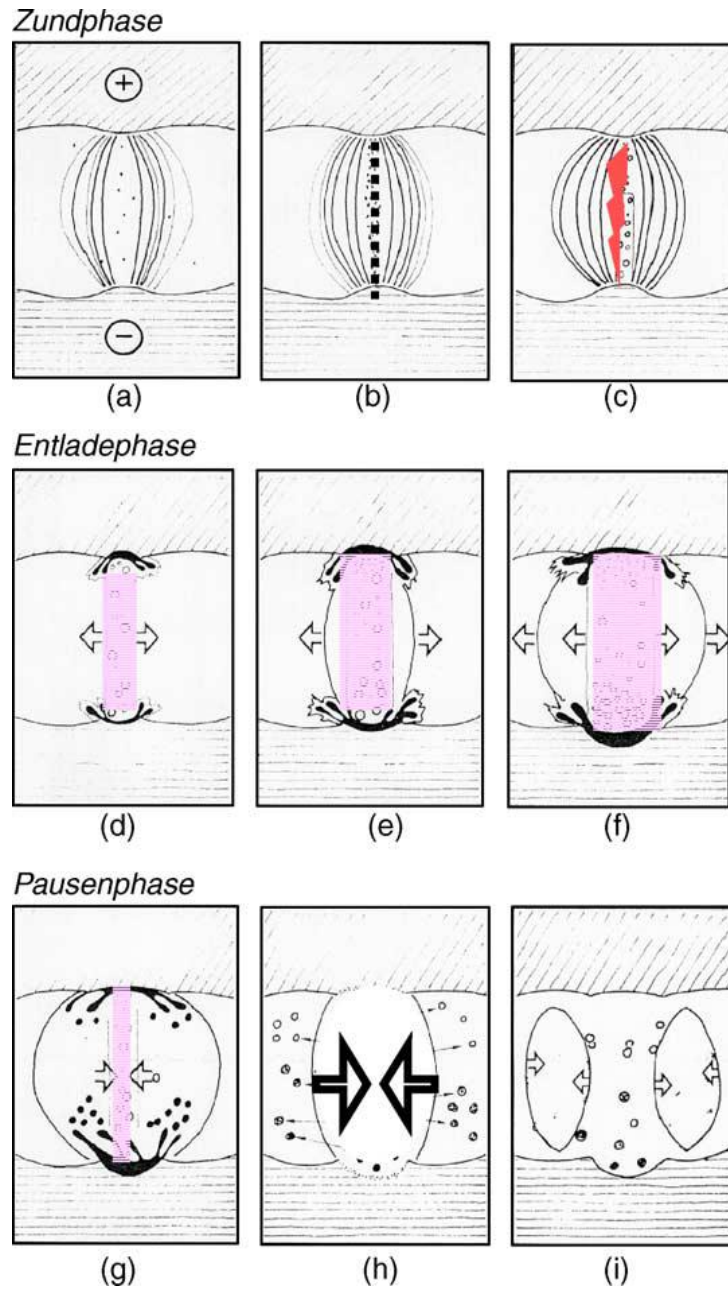 Zundphase
+
−
(a) (b) (c)
Entladephase
(d) (e) (f)
Pausenphase
(g) (h) (i)